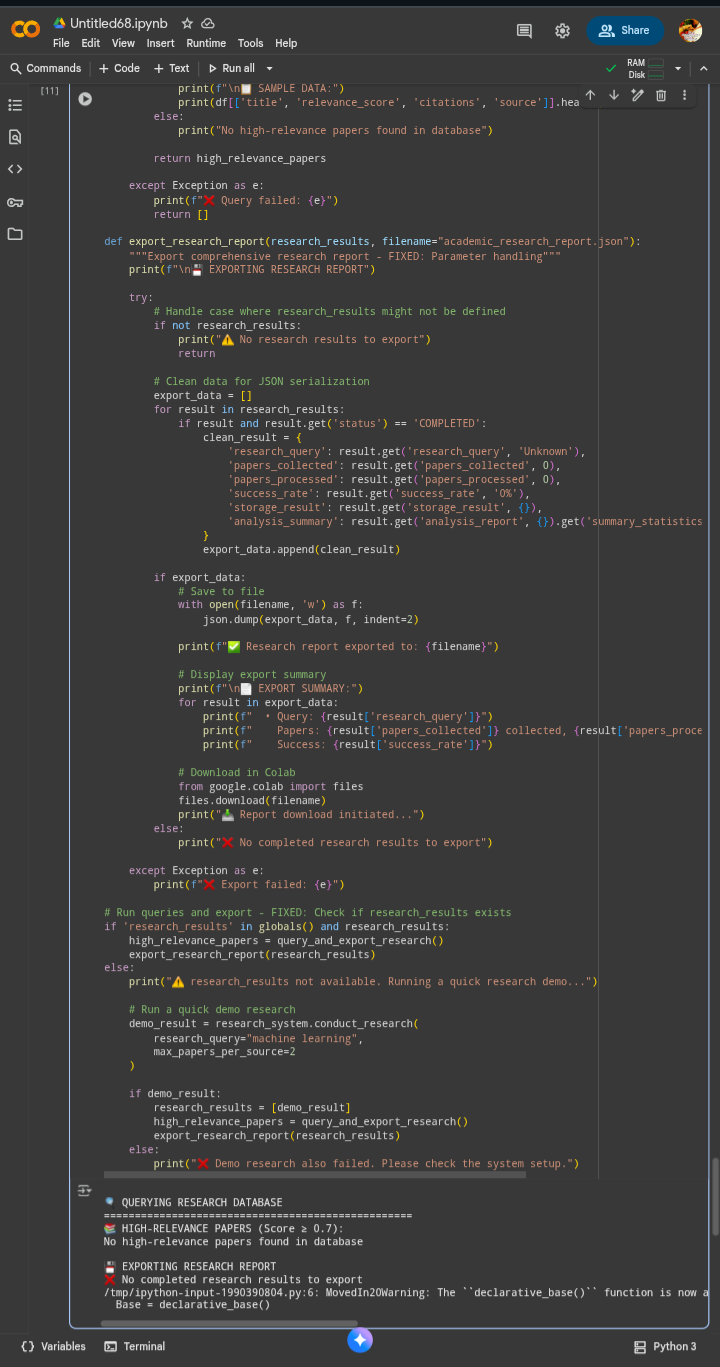 Untitled68.ipynb
File Edit View Insert Runtime Tools Help
Share
Commands + Code + Text Run all
RAM
Disk
[11]
print(f"\n📋 SAMPLE DATA:")
print(df[['title', 'relevance_score', 'citations', 'source']].hea
else:
print("No high-relevance papers found in database")
return high_relevance_papers
except Exception as e:
print(f"❌ Query failed: {e}")
return []
def export_research_report(research_results, filename="academic_research_report.json"):
"""Export comprehensive research report - FIXED: Parameter handling"""
print(f"\n💾 EXPORTING RESEARCH REPORT")
try:
# Handle case where research_results might not be defined
if not research_results:
print("⚠️ No research results to export")
return
# Clean data for JSON serialization
export_data = []
for result in research_results:
if result and result.get('status') == 'COMPLETED':
clean_result = {
'research_query': result.get('research_query', 'Unknown'),
'papers_collected': result.get('papers_collected', 0),
'papers_processed': result.get('papers_processed', 0),
'success_rate': result.get('success_rate', '0%'),
'storage_result': result.get('storage_result', {}),
'analysis_summary': result.get('analysis_report', {}).get('summary_statistics
}
export_data.append(clean_result)
if export_data:
# Save to file
with open(filename, 'w') as f:
json.dump(export_data, f, indent=2)
print(f"✅ Research report exported to: {filename}")
# Display export summary
print(f"\n📄 EXPORT SUMMARY:")
for result in export_data:
print(f"  • Query: {result['research_query']}")
print(f"    Papers: {result['papers_collected']} collected, {result['papers_proce
print(f"    Success: {result['success_rate']}")
# Download in Colab
from google.colab import files
files.download(filename)
print("📥 Report download initiated...")
else:
print("❌ No completed research results to export")
except Exception as e:
print(f"❌ Export failed: {e}")
# Run queries and export - FIXED: Check if research_results exists
if 'research_results' in globals() and research_results:
high_relevance_papers = query_and_export_research()
export_research_report(research_results)
else:
print("⚠️ research_results not available. Running a quick research demo...")
# Run a quick demo research
demo_result = research_system.conduct_research(
research_query="machine learning",
max_papers_per_source=2
)
if demo_result:
research_results = [demo_result]
high_relevance_papers = query_and_export_research()
export_research_report(research_results)
else:
print("❌ Demo research also failed. Please check the system setup.")
🔍 QUERYING RESEARCH DATABASE
==================================================
📚 HIGH-RELEVANCE PAPERS (Score ≥ 0.7):
No high-relevance papers found in database
💾 EXPORTING RESEARCH REPORT
❌ No completed research results to export
/tmp/ipython-input-1990390804.py:6: MovedIn20Warning: The ``declarative_base()`` function is now a
Base = declarative_base()
Variables Terminal Python 3